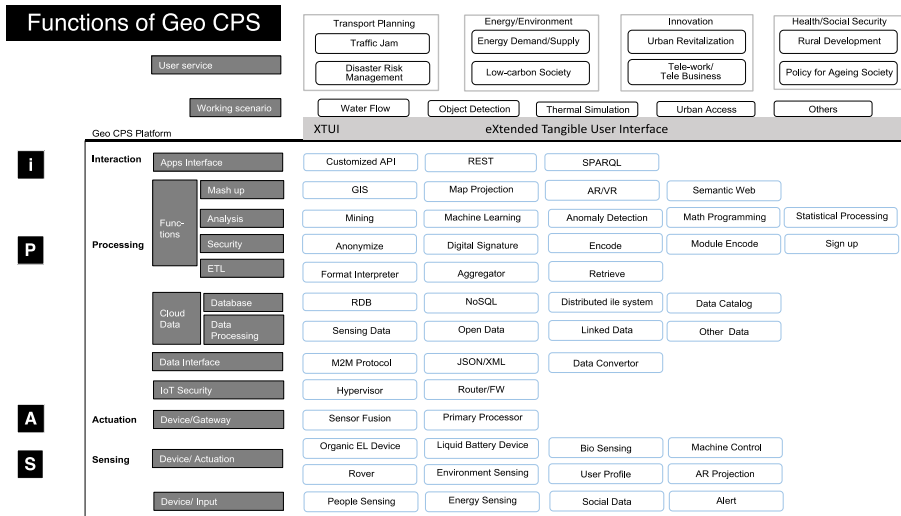 Functions of Geo CPS
Transport Planning
Energy/Environment
Innovation
Health/Social Security
Traffic Jam
Energy Demand/Supply
Urban Revitalization
Rural Development
User service
Disaster Risk
Management
Low-carbon Society
Tele-work/
Tele Business
Policy for Ageing Society
Working scenario
Water Flow
Object Detection
Thermal Simulation
Urban Access
Others
Geo CPS Platform
XTUI
eXtended Tangible User Interface
i
Interaction
Apps Interface
Customized API
REST
SPARQL
Func-
tions
Mash up
GIS
Map Projection
AR/VR
Semantic Web
Analysis
Mining
Machine Learning
Anomaly Detection
Math Programming
Statistical Processing
P
Processing
Security
Anonymize
Digital Signature
Encode
Module Encode
Sign up
ETL
Format Interpreter
Aggregator
Retrieve
Cloud
Data
Database
RDB
NoSQL
Distributed ile system
Data Catalog
Data
Processing
Sensing Data
Open Data
Linked Data
Other Data
Data Interface
M2M Protocol
JSON/XML
Data Convertor
IoT Security
Hypervisor
Router/FW
A
Actuation
Device/Gateway
Sensor Fusion
Primary Processor
S
Sensing
Device/ Actuation
Organic EL Device
Liquid Battery Device
Bio Sensing
Machine Control
Rover
Environment Sensing
User Profile
AR Projection
Device/ Input
People Sensing
Energy Sensing
Social Data
Alert